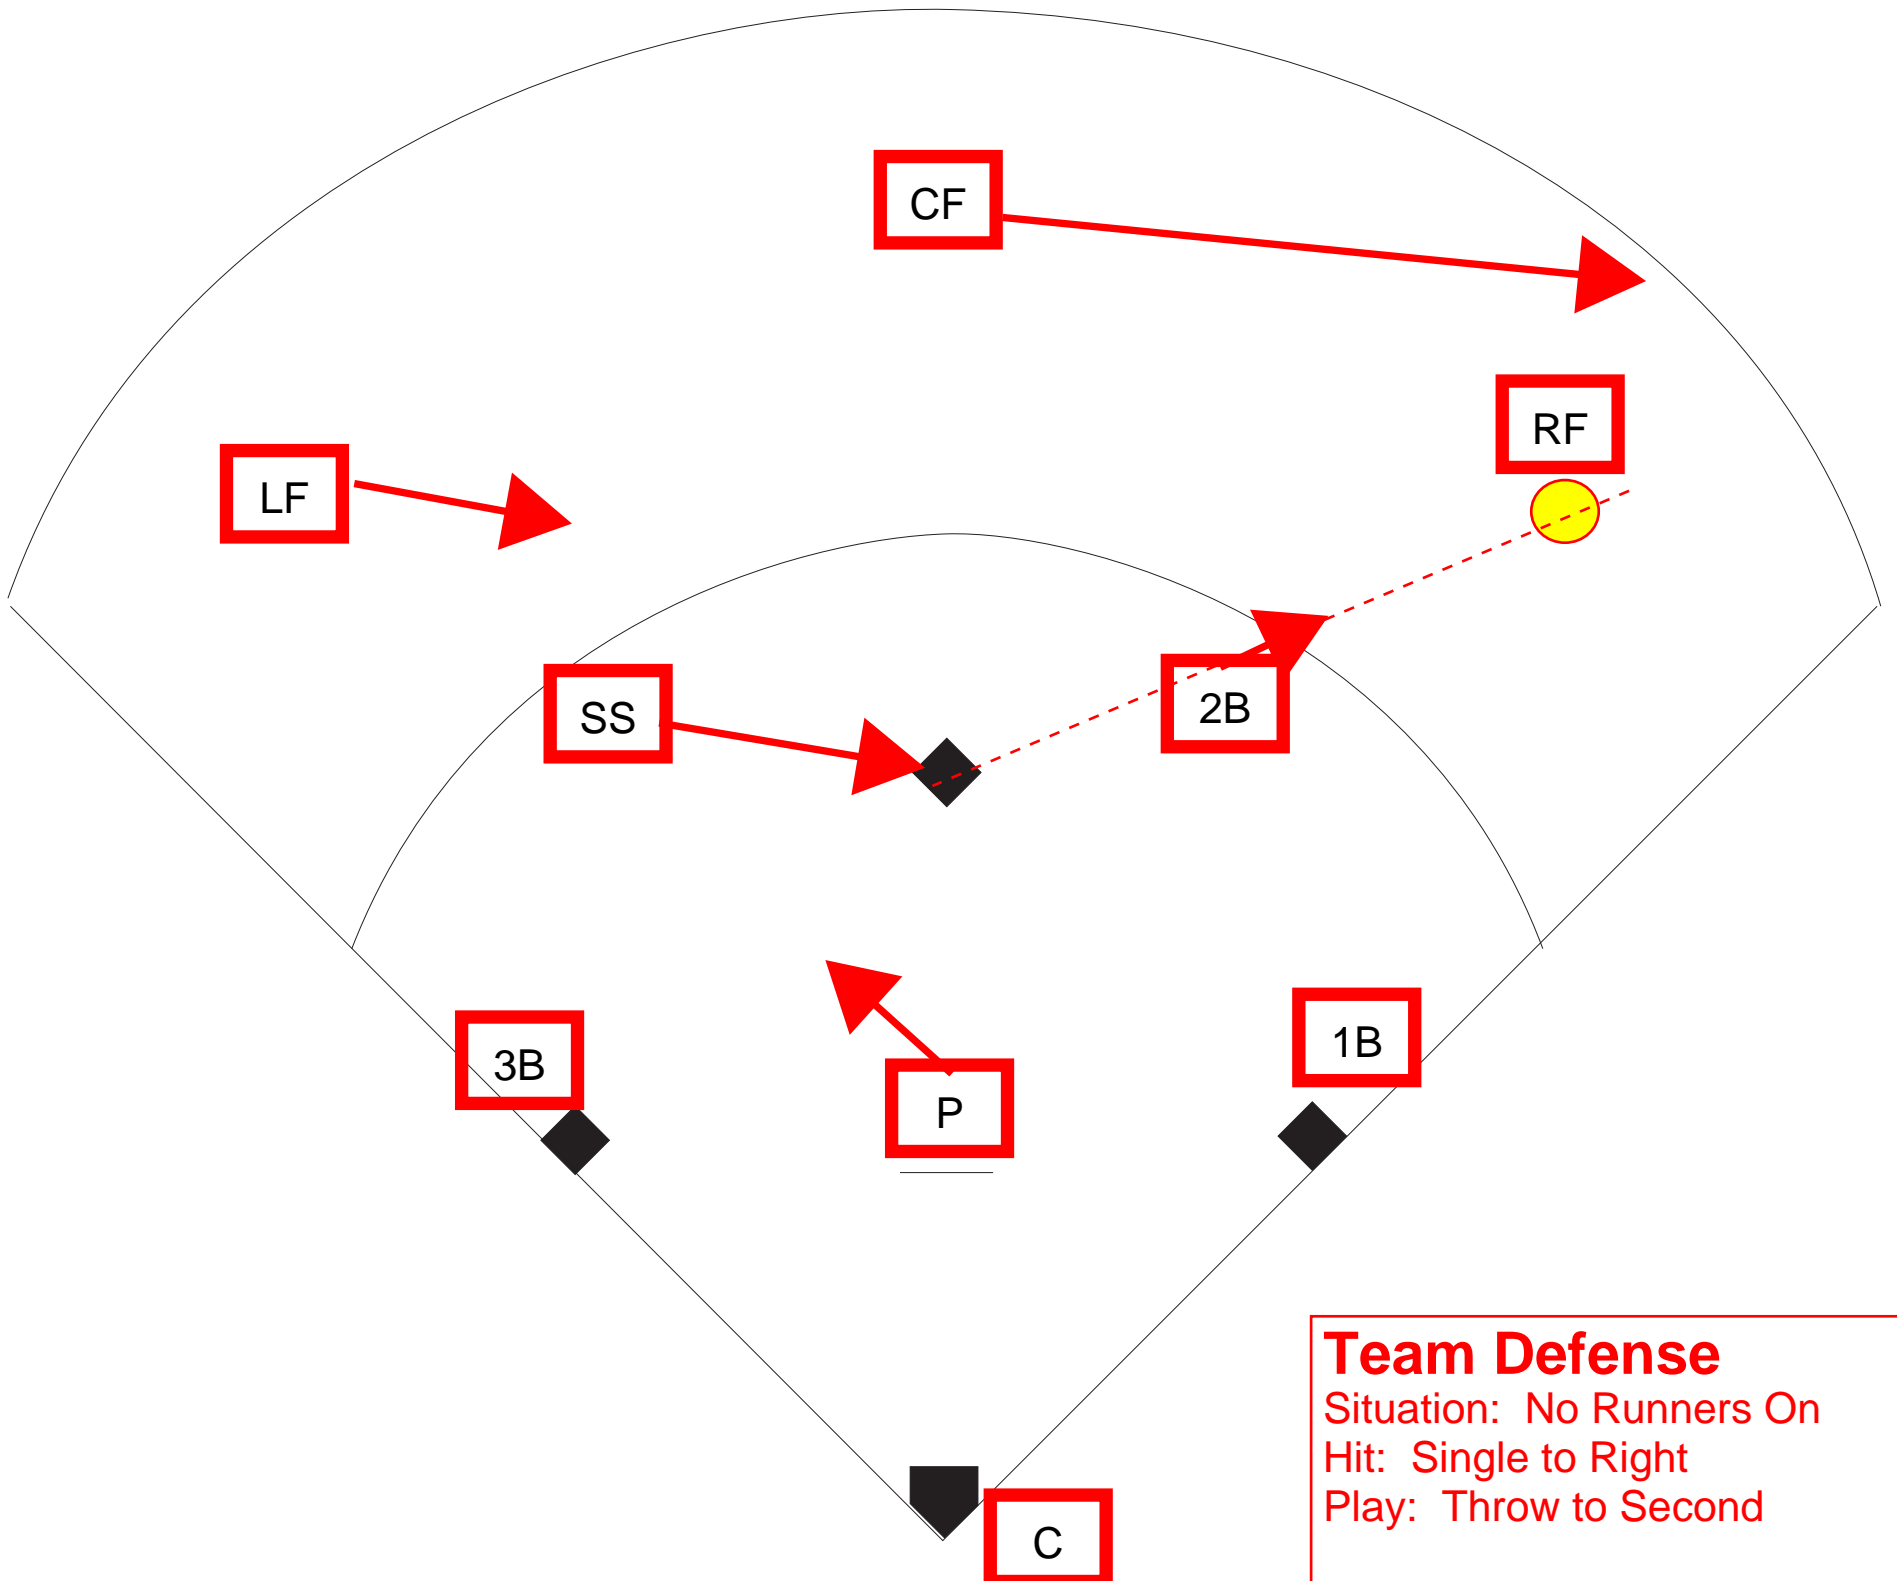 CF
RF
LF
SS
2B
3B
1B
P
C
Team Defense
Situation:  No Runners On
Hit:  Single to Right
Play:  Throw to Second